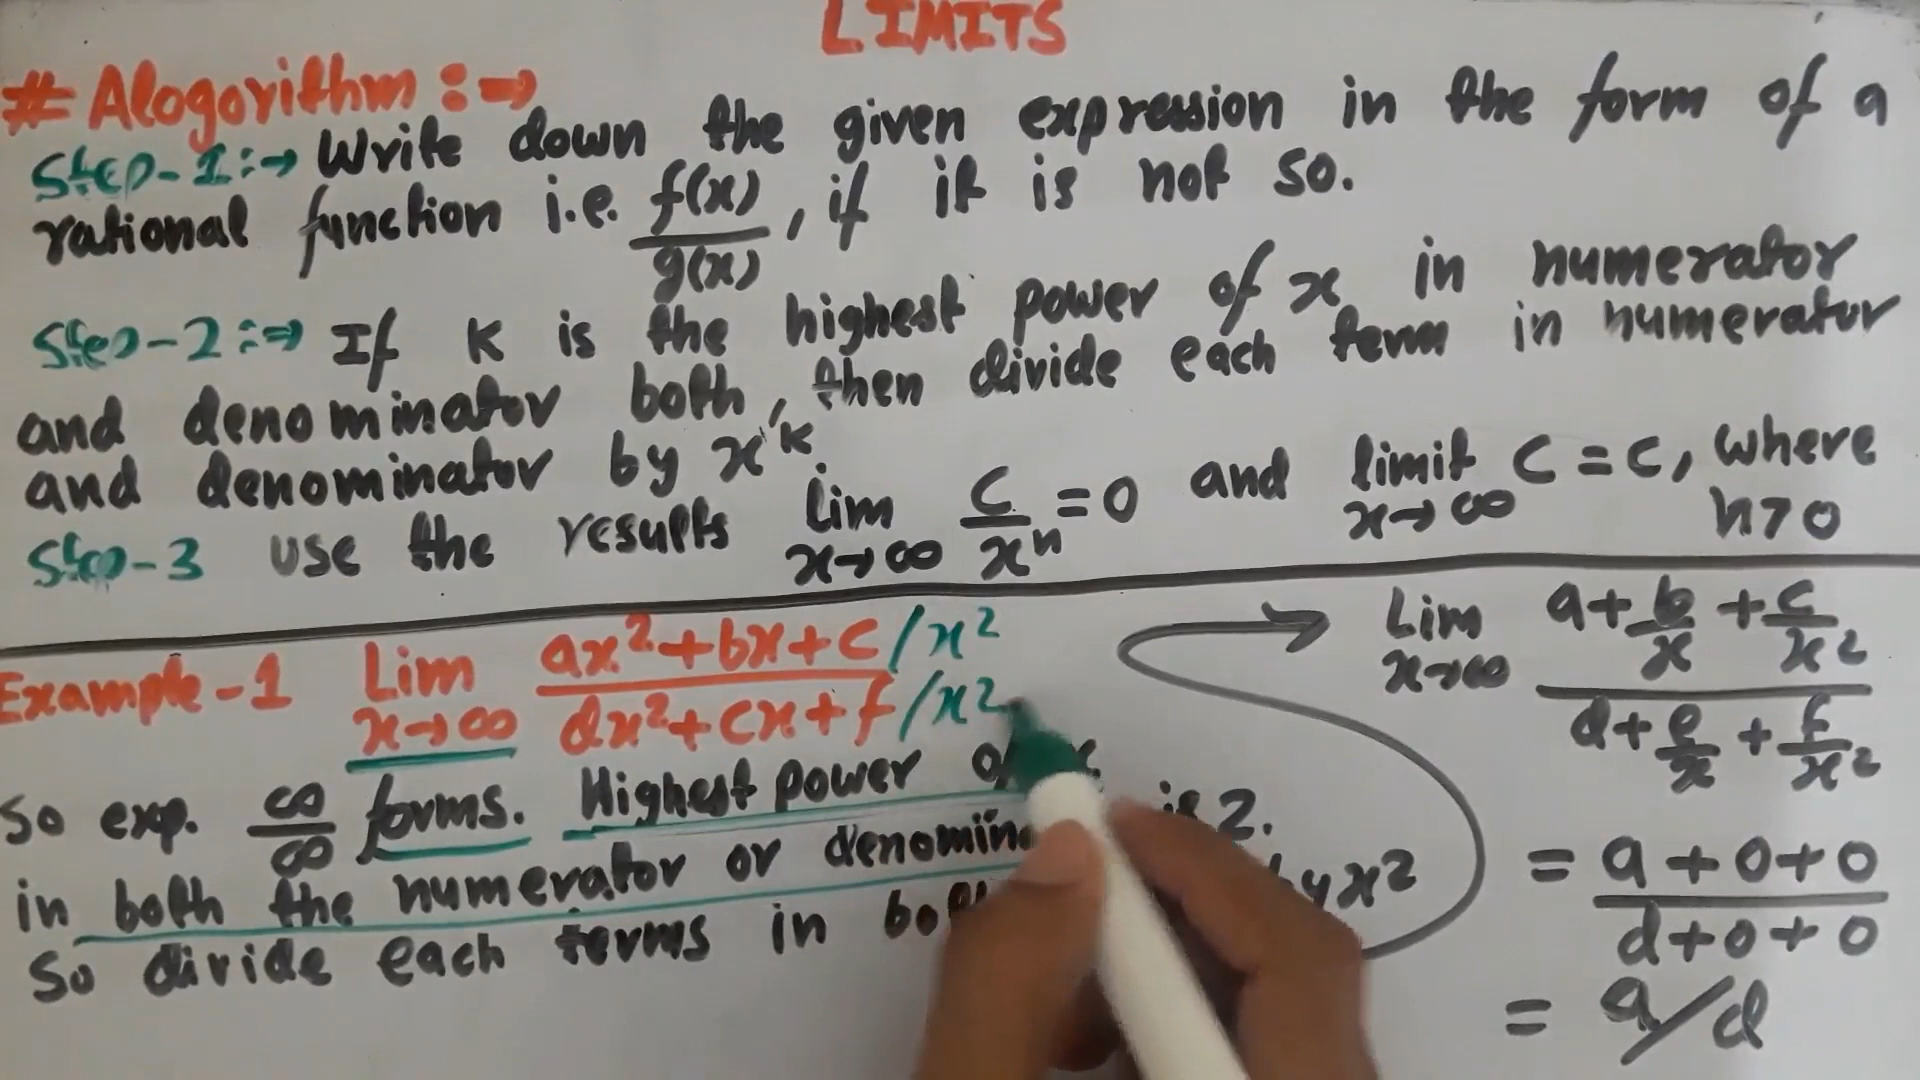 LIMITS
# Alogorithm :→
Step-1:→ Write down the given expression in the form of a
rational function i.e. f(x)/g(x), if it is not so.
Step-2:→ If K is the highest power of x in numerator
and denominator both, then divide each term in numerator
and denominator by x^K
Step-3 use the results Lim x→∞ c/x^n = 0 and limit x→∞ C = C, where n>0
Example-1 Lim x→∞ ax²+bx+c/x² / dx²+cx+f/x²
So exp. ∞/∞ forms. Highest power
in both the numerator or is 2.
So divide each terms in x²
Lim x→∞ a+b/x+c/x² / d+e/x+f/x²
= a+0+0 / d+0+0
= a/d